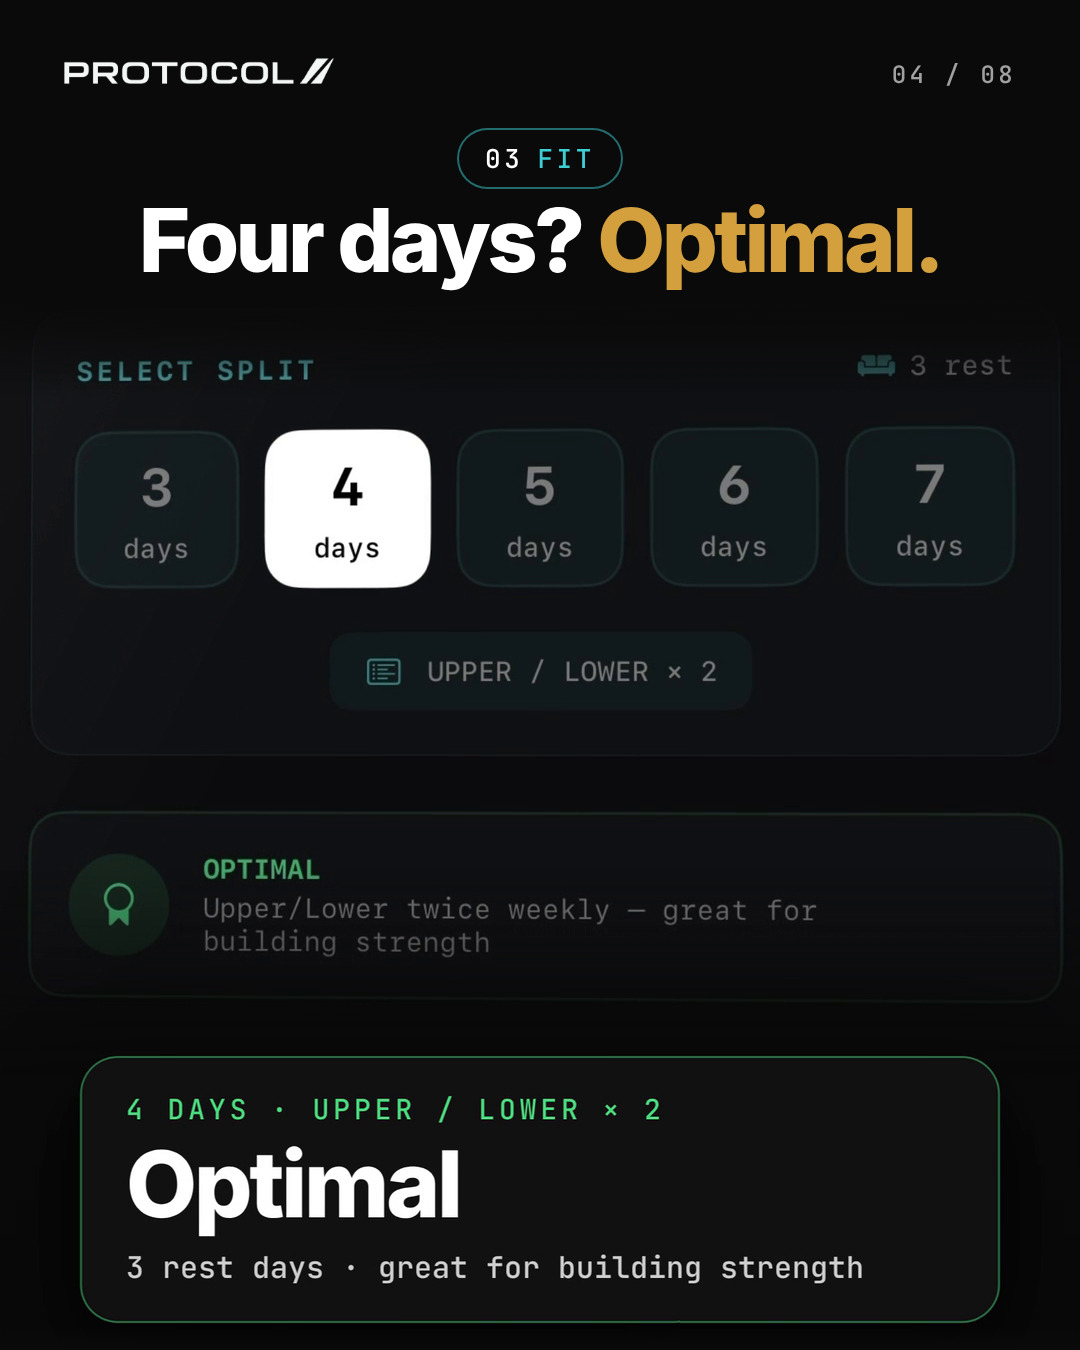 PROTOCOL
04 / 08
03 FIT
Four days? Optimal.
SELECT SPLIT
3 rest
3 days
4 days
5 days
6 days
7 days
UPPER / LOWER × 2
OPTIMAL
Upper/Lower twice weekly — great for
building strength
4 DAYS · UPPER / LOWER × 2
Optimal
3 rest days · great for building strength